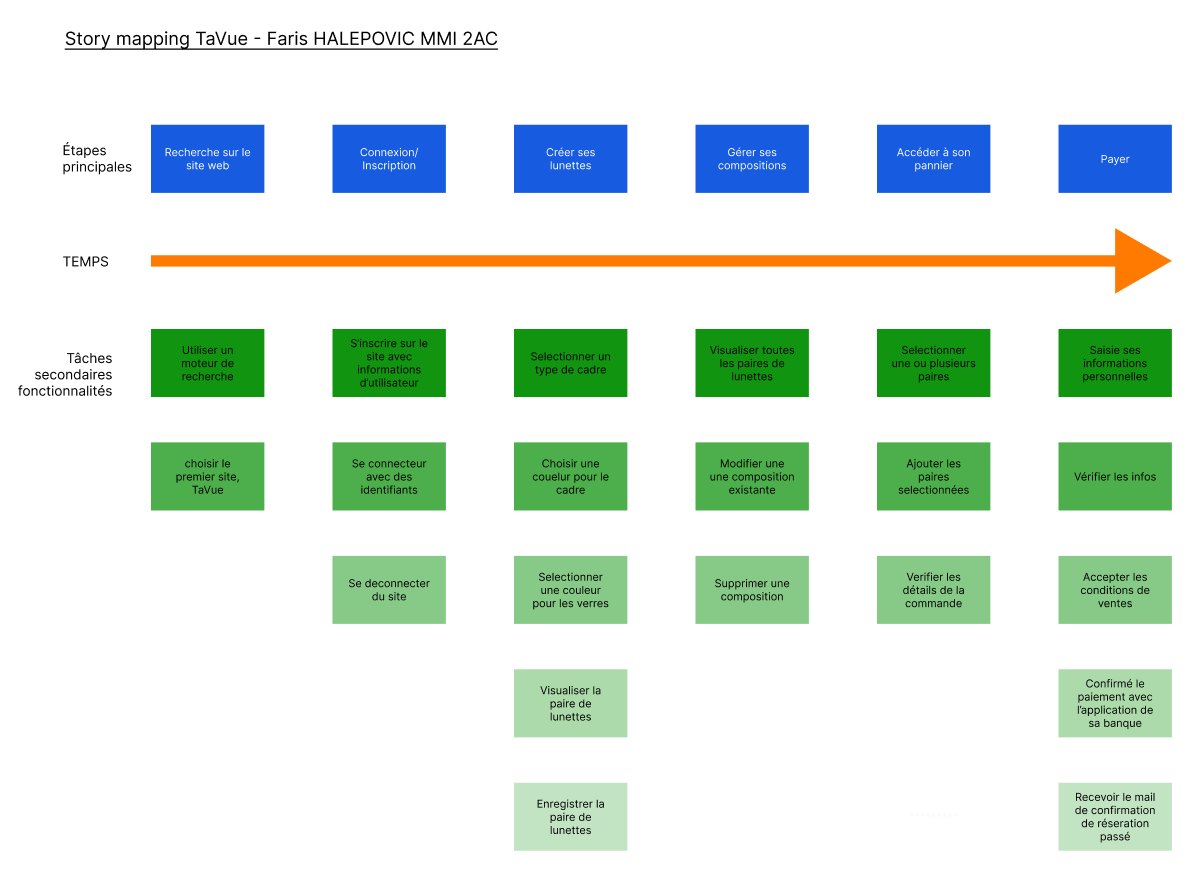 Story mapping TaVue - Faris HALEPOVIC MMI 2AC
Étapes
principales
Recherche sur le
site web
Connexion/
Inscription
Créer ses
lunettes
Gérer ses
compositions
Accéder à son
pannier
Payer
TEMPS
Tâches
secondaires
fonctionnalités
Utiliser un
moteur de
recherche
S'inscrire sur le
site avec
informations
d'utilisateur
Selectionner un
type de cadre
Visualiser toutes
les paires de
lunettes
Selectionner
une ou plusieurs
paires
Saisie ses
informations
personnelles
choisir le
premier site,
TaVue
Se connecteur
avec des
identifiants
Choisir une
couelur pour le
cadre
Modifier une
une composition
existante
Ajouter les
paires
selectionnées
Vérifier les infos
Se deconnecter
du site
Selectionner
une couleur
pour les verres
Supprimer une
composition
Verifier les
détails de la
commande
Accepter les
conditions de
ventes
Visualiser la
paire de
lunettes
Confirmé le
paiement avec
l'application de
sa banque
Enregistrer la
paire de
lunettes
Recevoir le mail
de confirmation
de réseration
passé